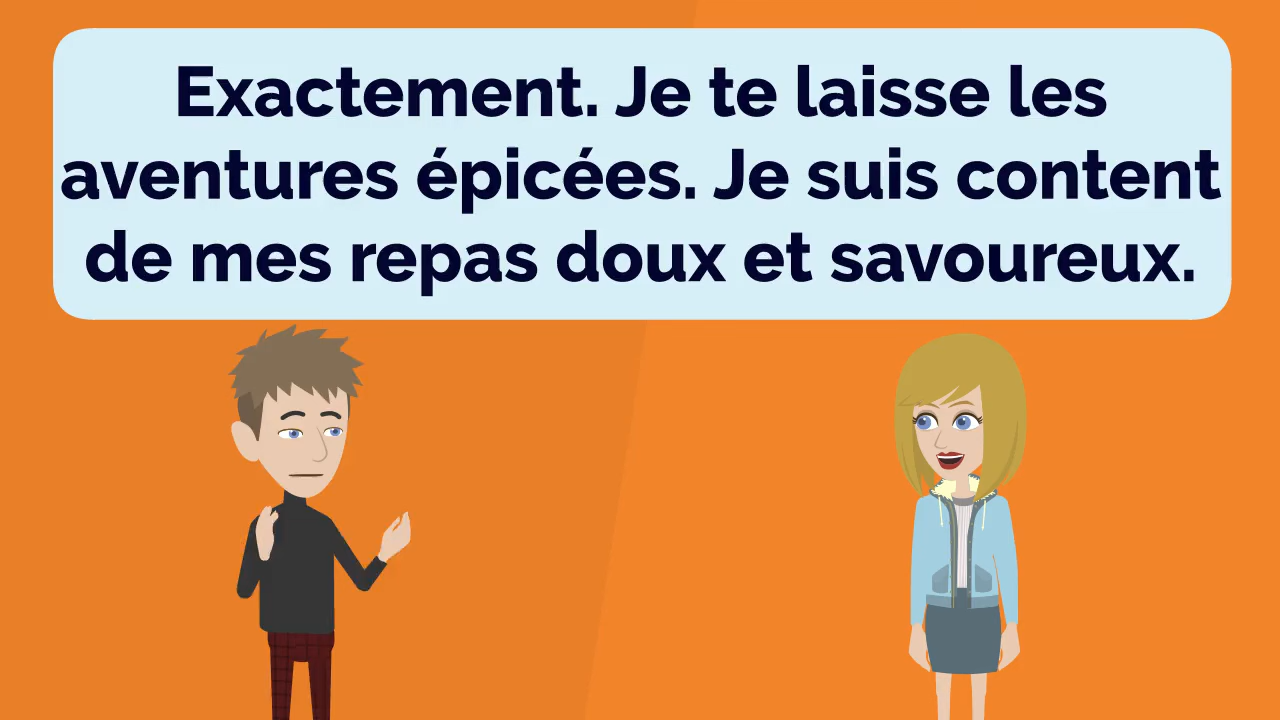 Exactement. Je te laisse les
aventures épicées. Je suis content
de mes repas doux et savoureux.